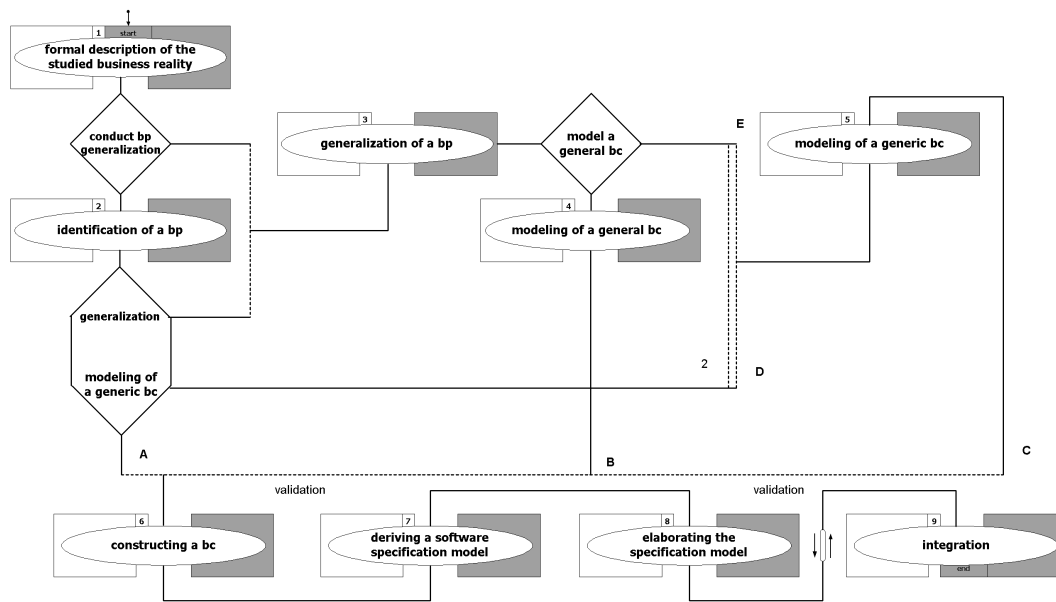 1
start
formal description of the
studied business reality
conduct bp
generalization
3
generalization of a bp
model a
general bc
E
5
modeling of a generic bc
2
identification of a bp
4
modeling of a general bc
generalization
modeling of
a generic bc
2
D
A
B
C
validation
validation
6
constructing a bc
7
deriving a software
specification model
8
elaborating the
specification model
9
integration
end